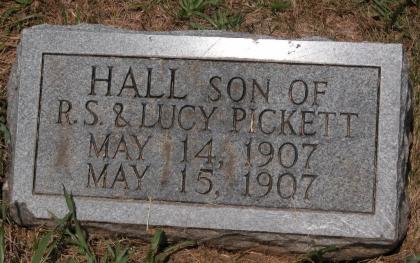 HALL SON OF
R.S. & LUCY PICKETT
MAY 14, 1907
MAY 15, 1907